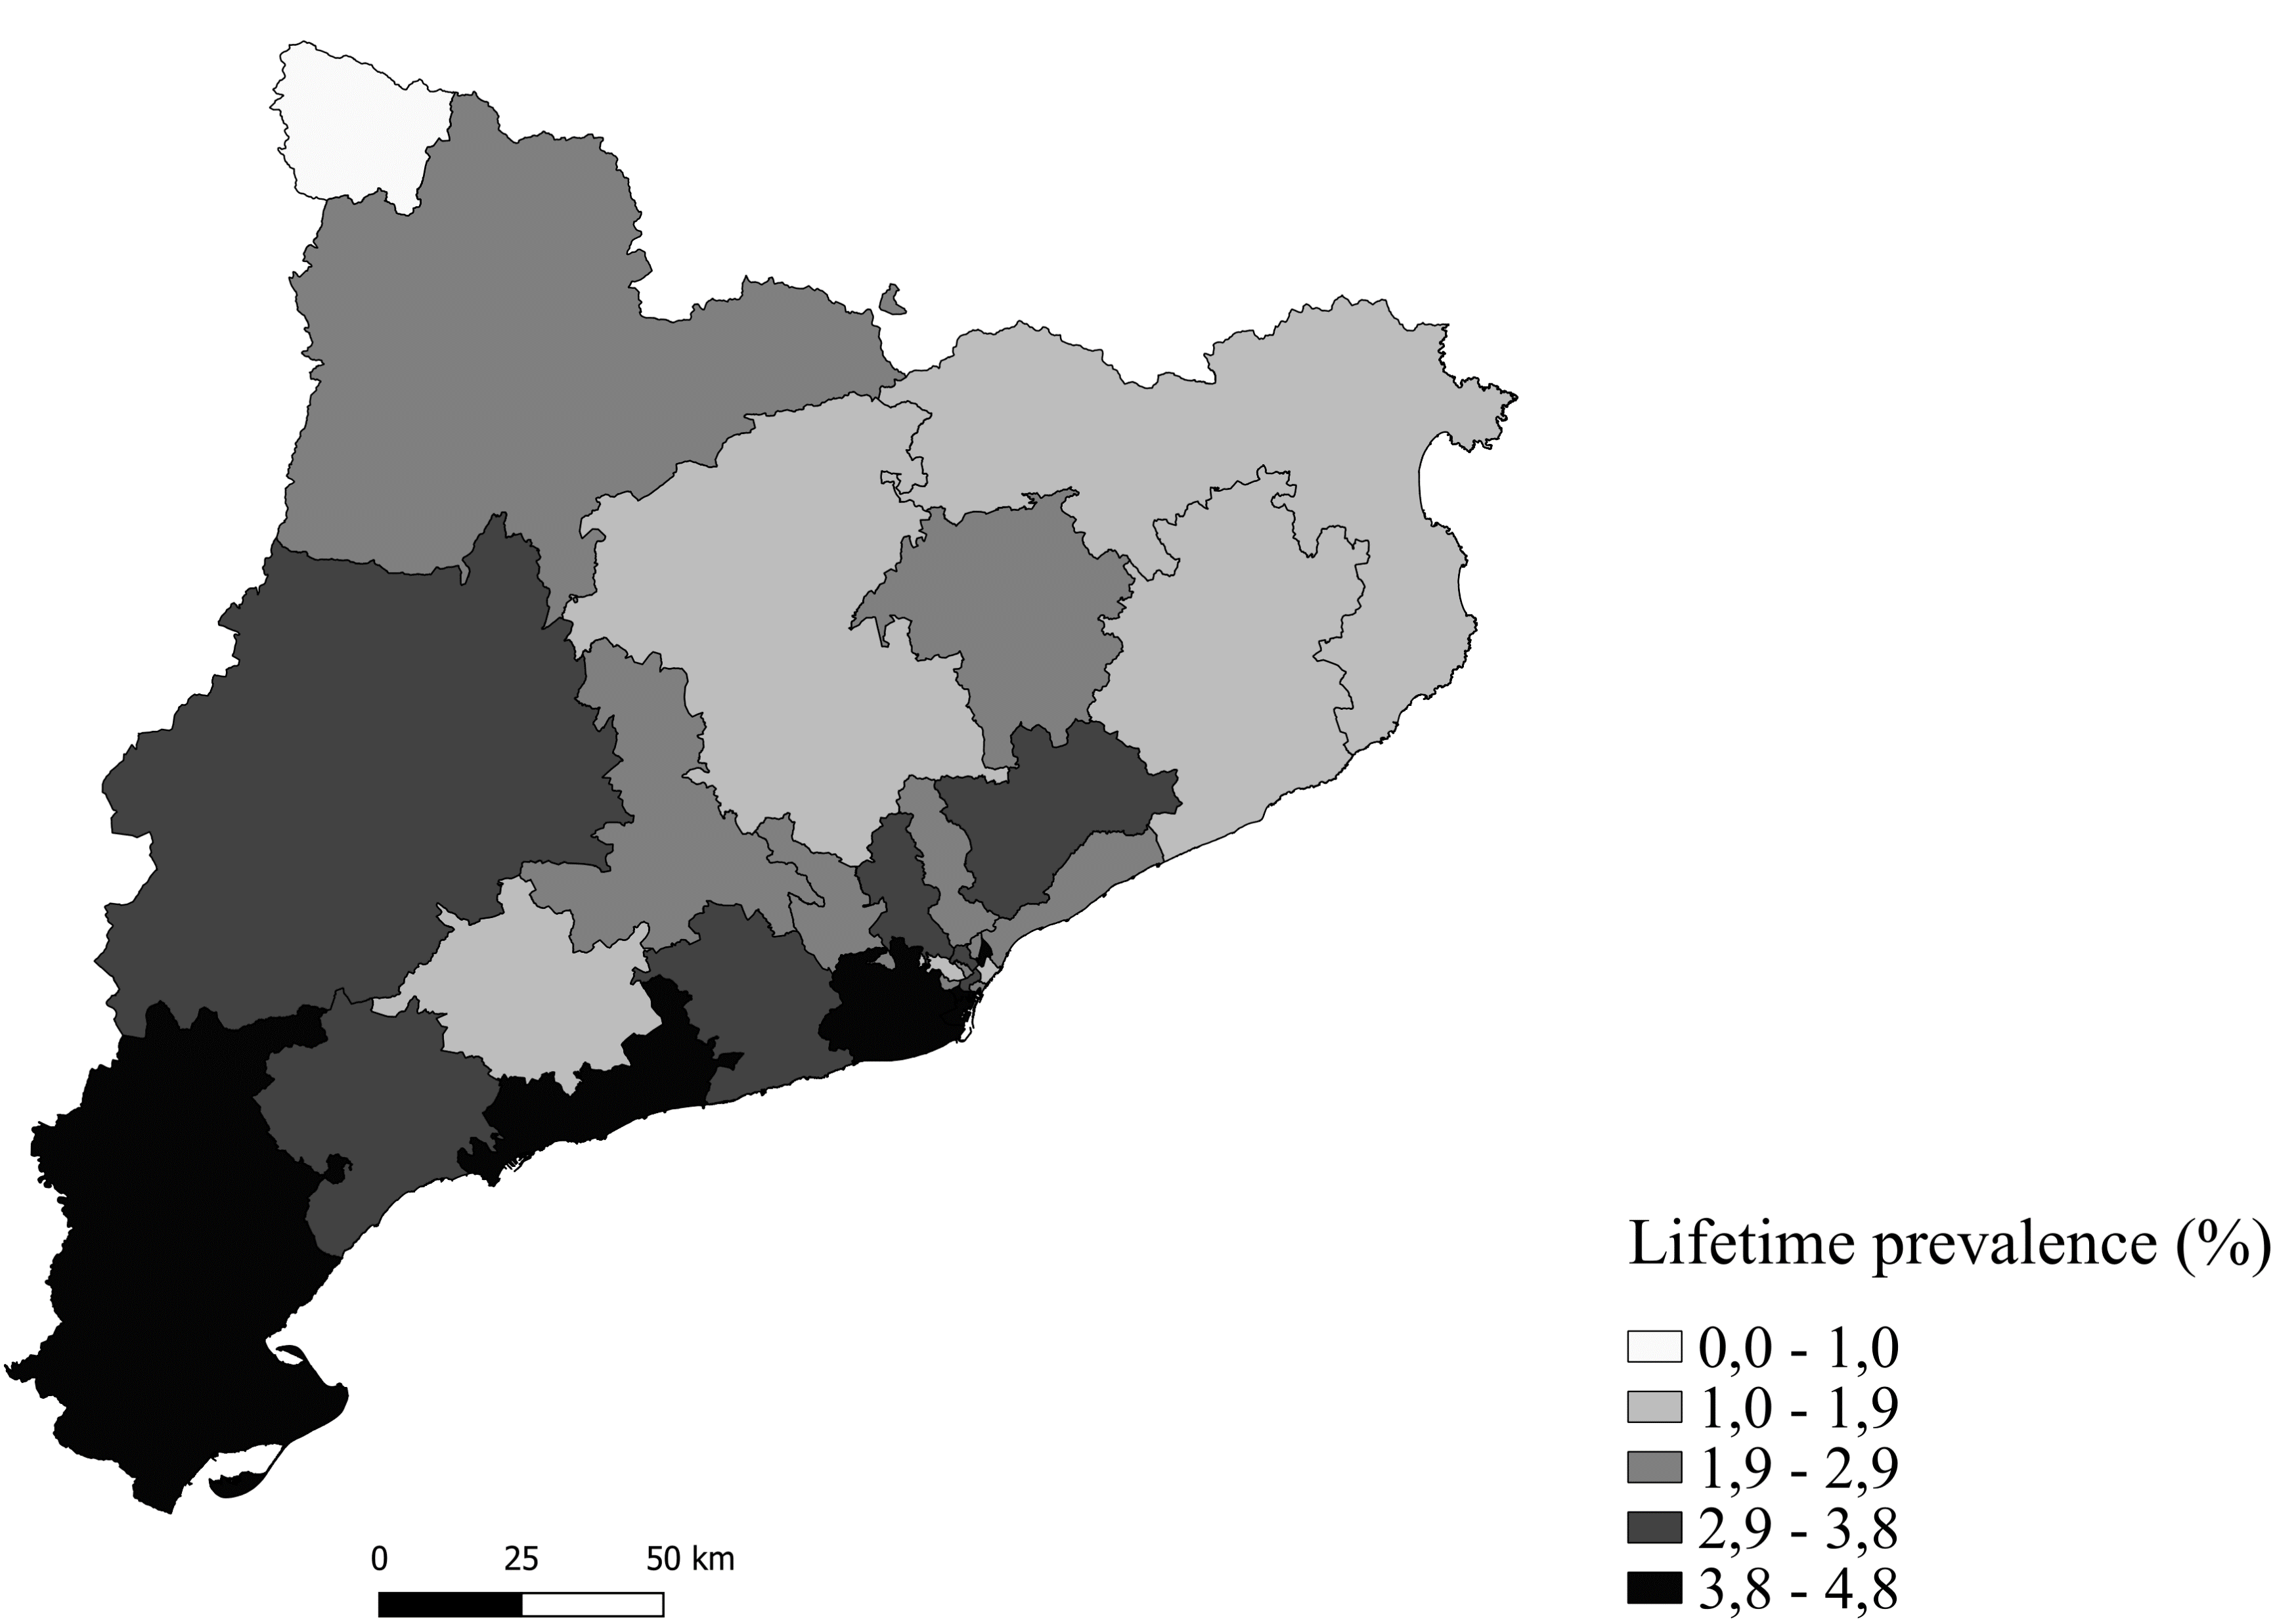 Lifetime prevalence (%)
0,0 - 1,0
1,0 - 1,9
1,9 - 2,9
2,9 - 3,8
3,8 - 4,8
0 25 50 km